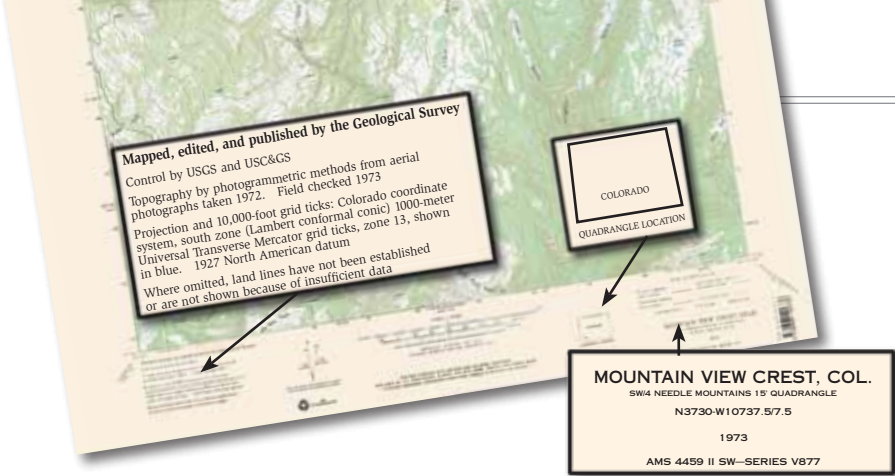 Mapped, edited, and published by the Geological Survey
Control by USGS and USC&GS
Topography by photogrammetric methods from aerial
photographs taken 1972. Field checked 1973
Projection and 10,000-foot grid ticks: Colorado coordinate
system, south zone (Lambert conformal conic) 1000-meter
Universal Transverse Mercator grid ticks, zone 13, shown
in blue. 1927 North American datum
Where omitted, land lines have not been established
or are not shown because of insufficient data
COLORADO
QUADRANGLE LOCATION
MOUNTAIN VIEW CREST, COL.
SW/4 NEEDLE MOUNTAINS 15' QUADRANGLE
N3730-W10737.5/7.5
1973
AMS 4459 II SW—SERIES V877